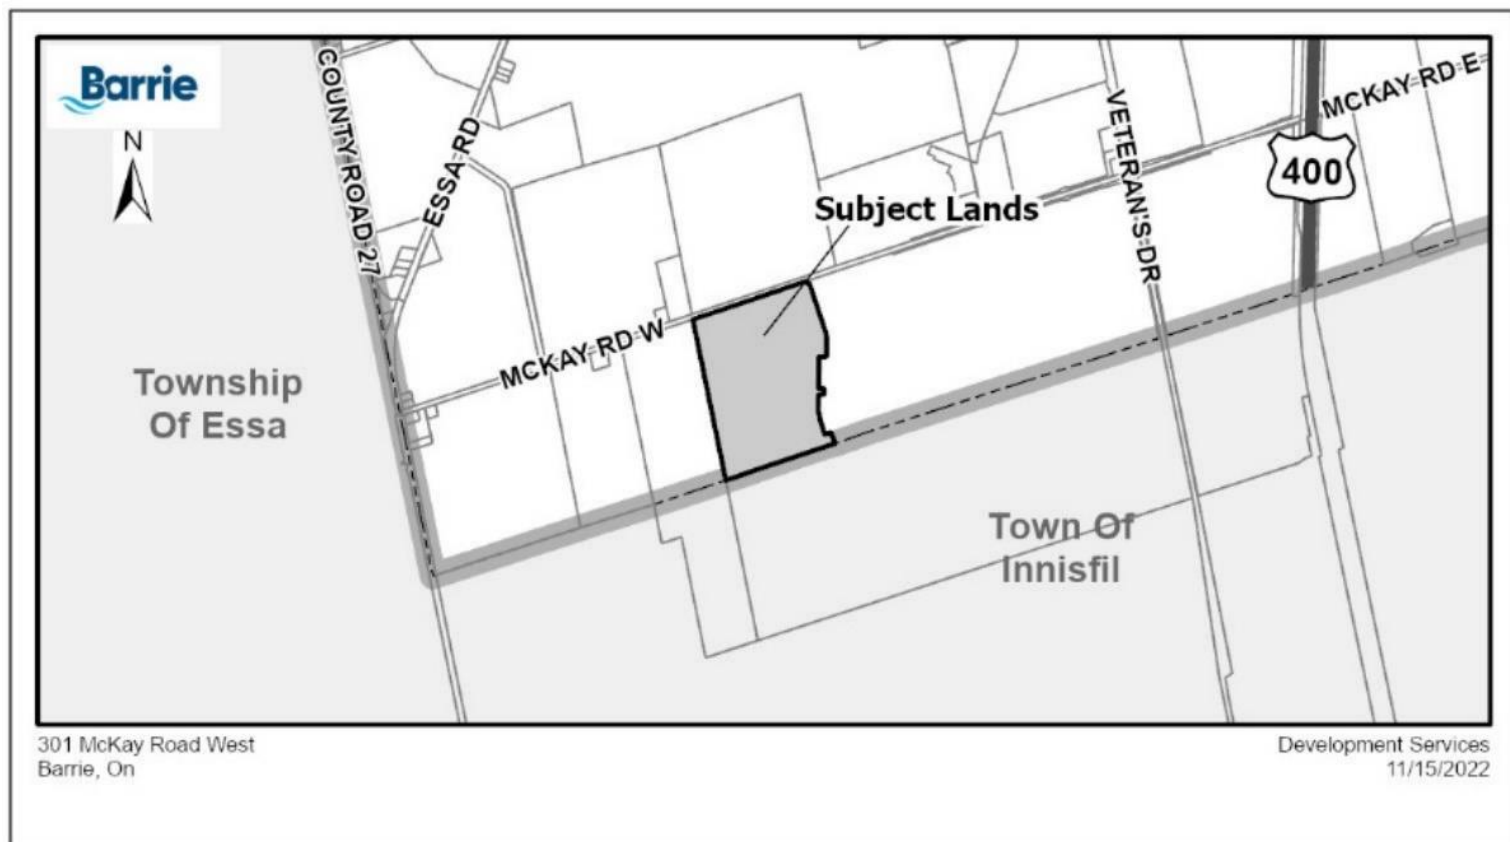 Barrie
N
COUNTY ROAD 27
ESSA RD
VETERAN'S DR
MCKAY RD E
400
Subject Lands
MCKAY RD W
Township
Of Essa
Town Of
Innisfil
301 McKay Road West
Barrie, On
Development Services
11/15/2022